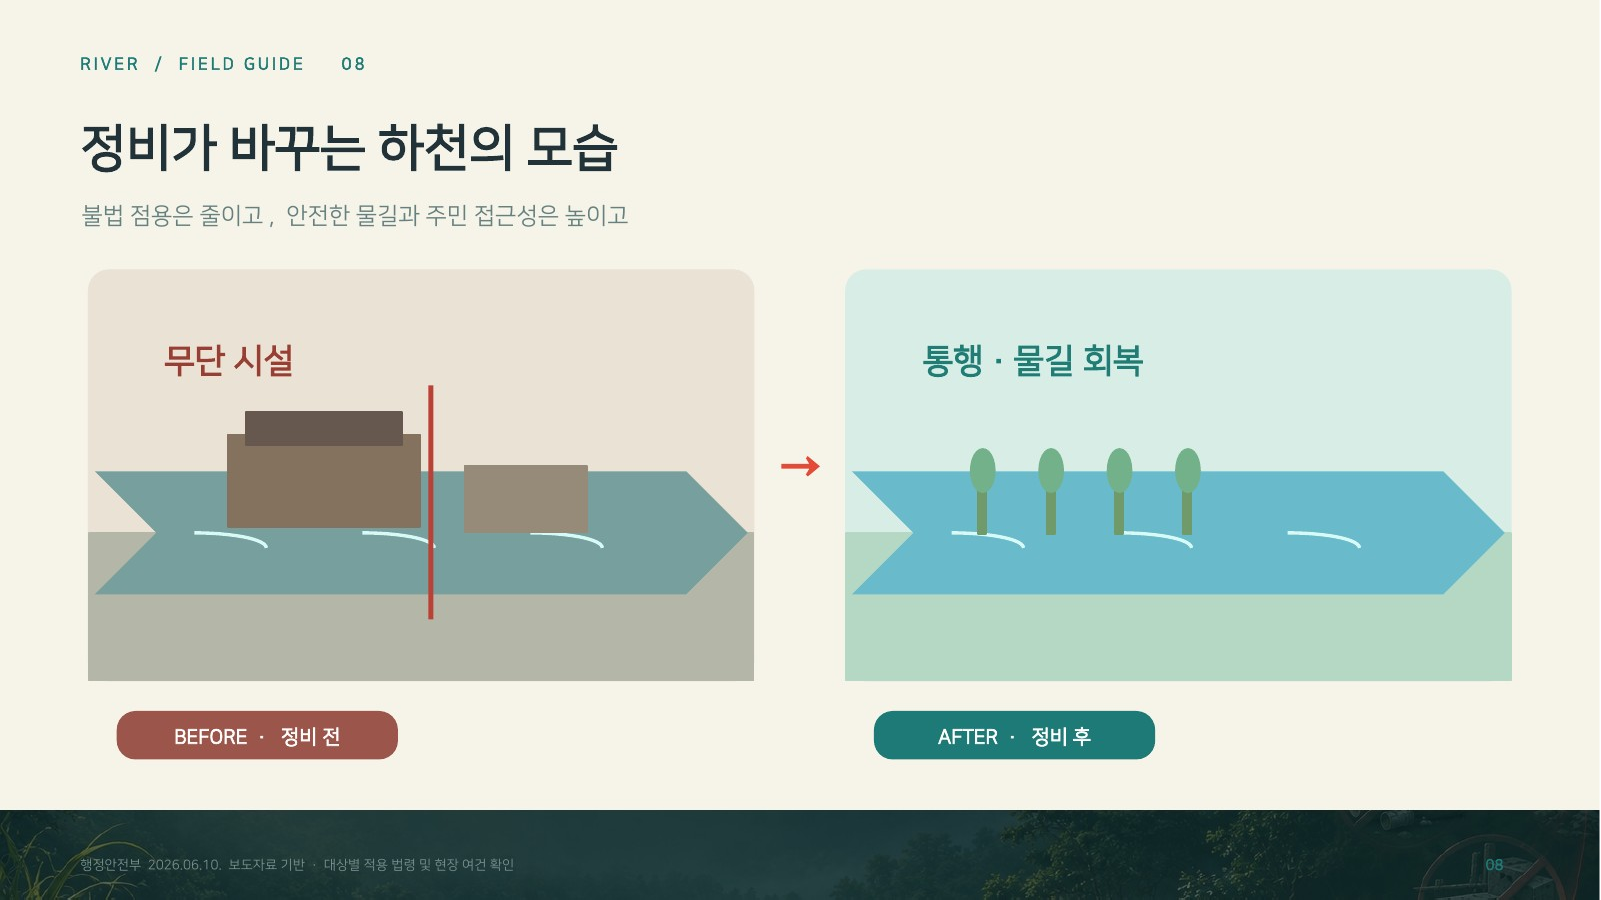 RIVER / FIELD GUIDE 08
정비가 바꾸는 하천의 모습
불법 점용은 줄이고 , 안전한 물길과 주민 접근성은 높이고
무단 시설
통행 · 물길 회복
→
BEFORE · 정비 전
AFTER · 정비 후
행정안전부 2026.06.10. 보도자료 기반 · 대상별 적용 법령 및 현장 여건 확인
08